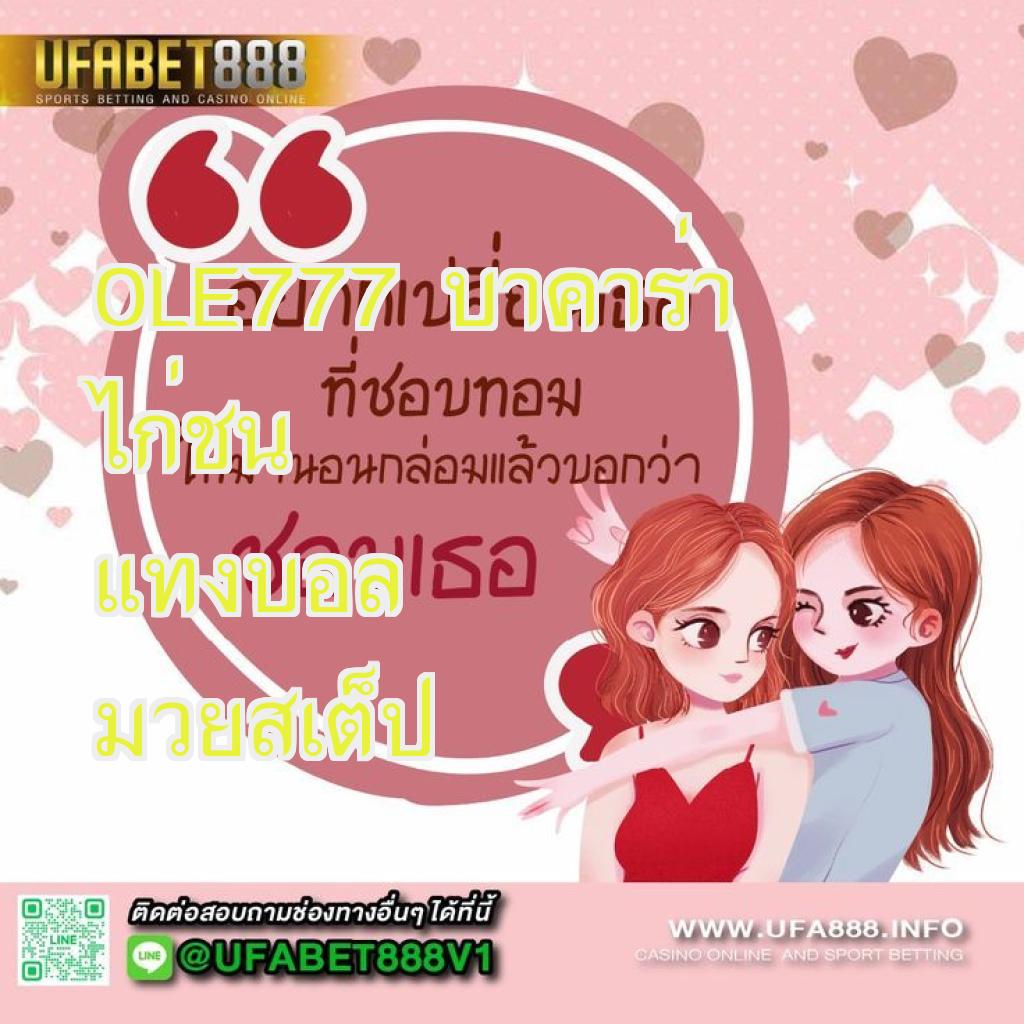 UFABET888
SPORTS BETTING AND CASINO ONLINE
OLE777 บาคาร่า
ที่ชอบทอม
ไก่ชน
นอนกล่อมแล้วบอกว่า
แทงบอล
เธอ
มวยสเต็ป
ติดต่อสอบถามช่องทางอื่นๆ ได้ที่นี้
LINE
LINE
@UFABET888V1
WWW.UFA888.INFO
CASINO ONLINE AND SPORT BETTING